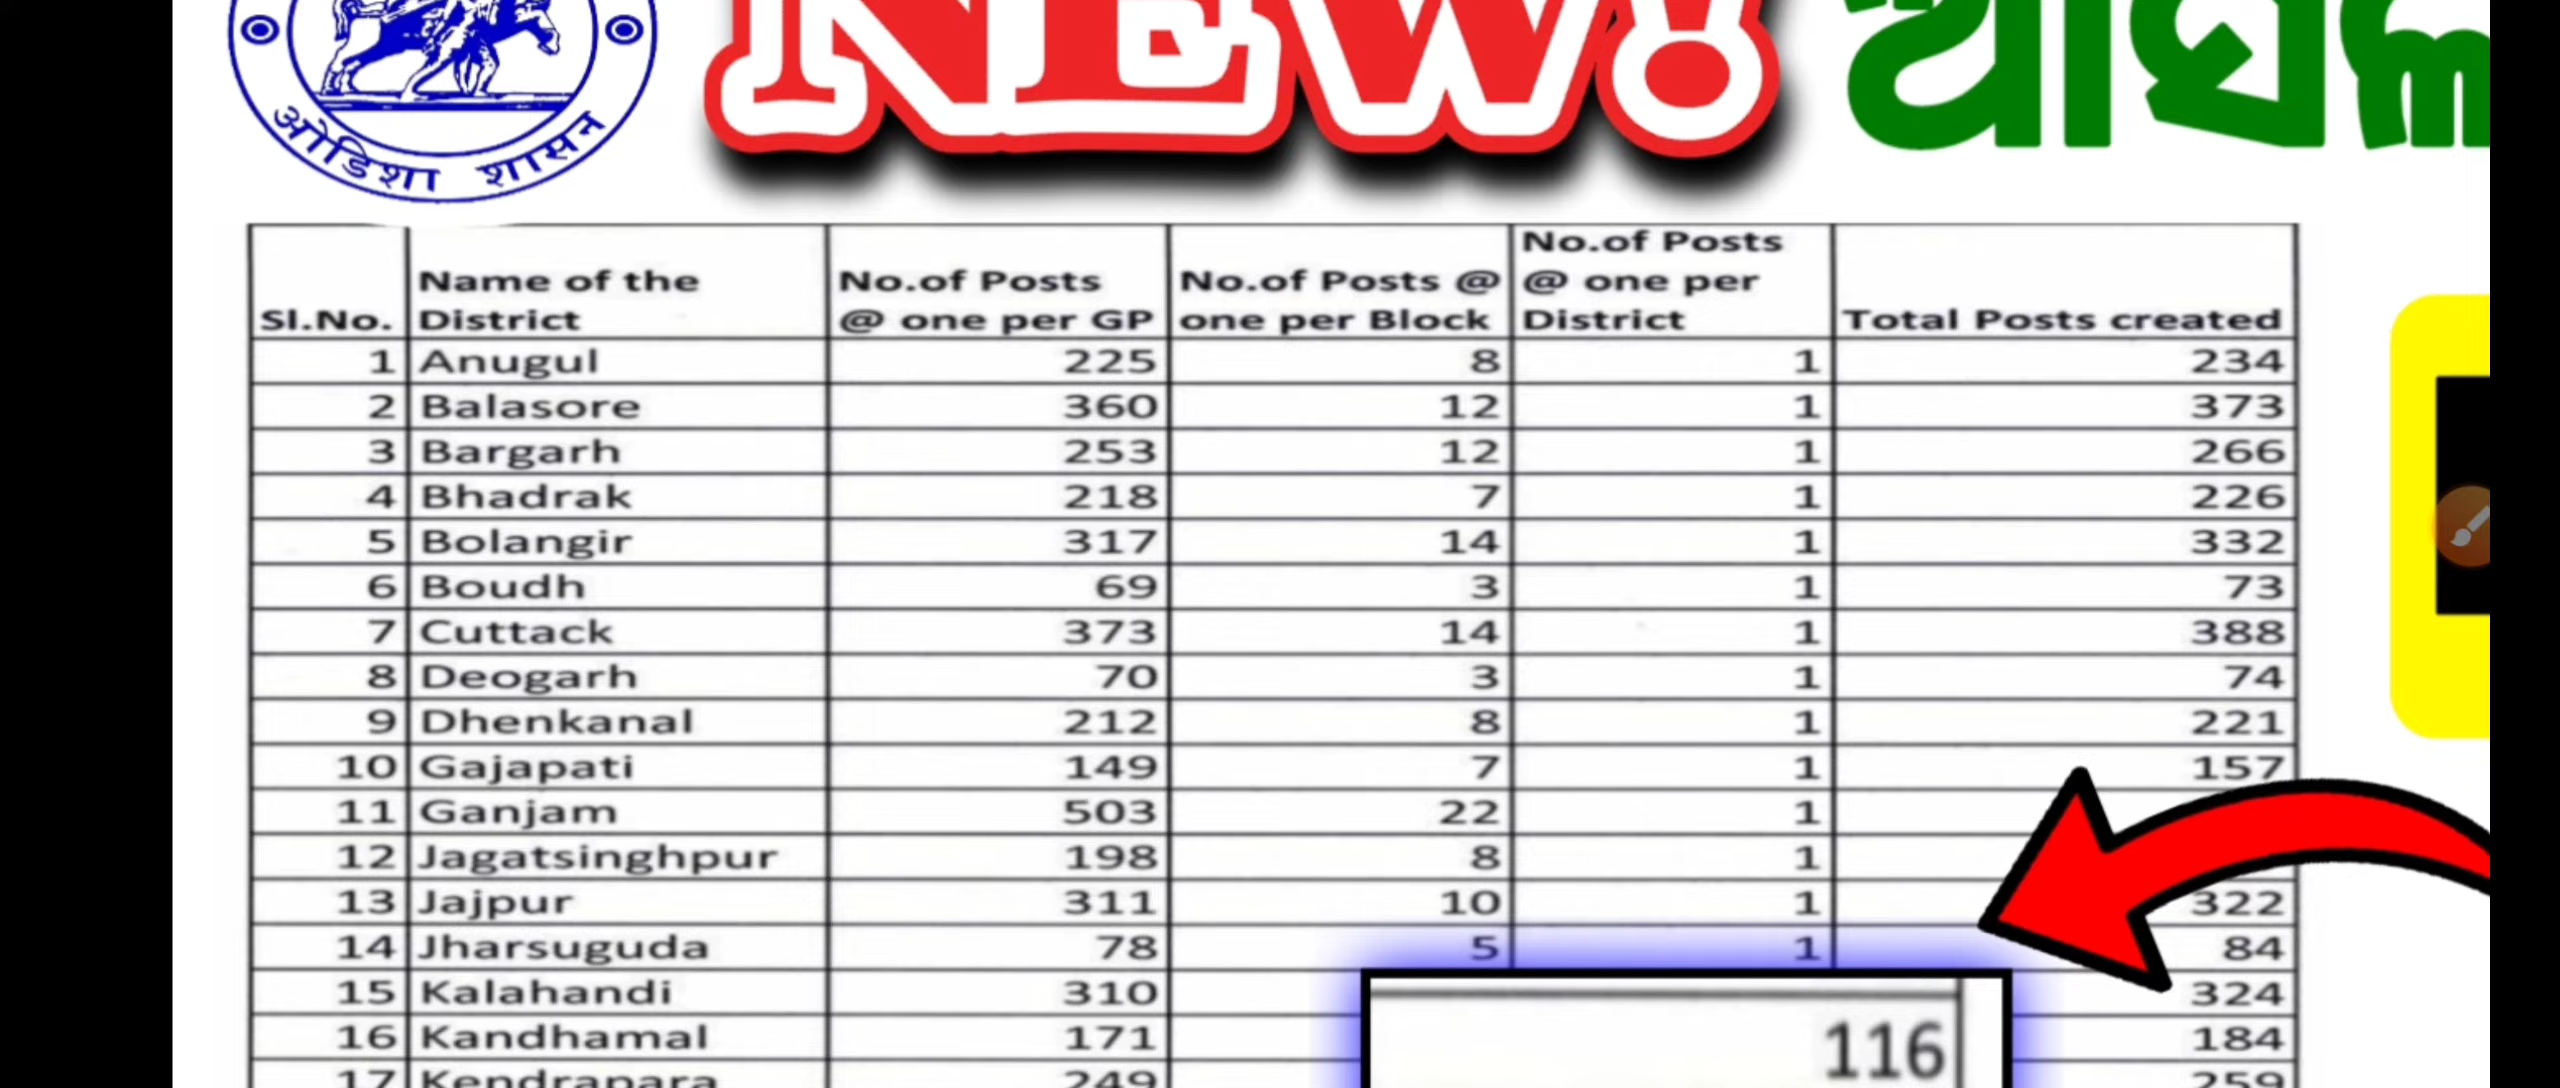 ओडिशा शासन
NEW!
Sl.No. Name of the District No.of Posts @ one per GP No.of Posts @ one per Block No.of Posts @ one per District Total Posts created
1 Anugul 225 8 1 234
2 Balasore 360 12 1 373
3 Bargarh 253 12 1 266
4 Bhadrak 218 7 1 226
5 Bolangir 317 14 1 332
6 Boudh 69 3 1 73
7 Cuttack 373 14 1 388
8 Deogarh 70 3 1 74
9 Dhenkanal 212 8 1 221
10 Gajapati 149 7 1 157
11 Ganjam 503 22 1
12 Jagatsinghpur 198 8 1
13 Jajpur 311 10 1 322
14 Jharsuguda 78 5 1 84
15 Kalahandi 310 324
16 Kandhamal 171 184
116
17 Kendrapara 249 259